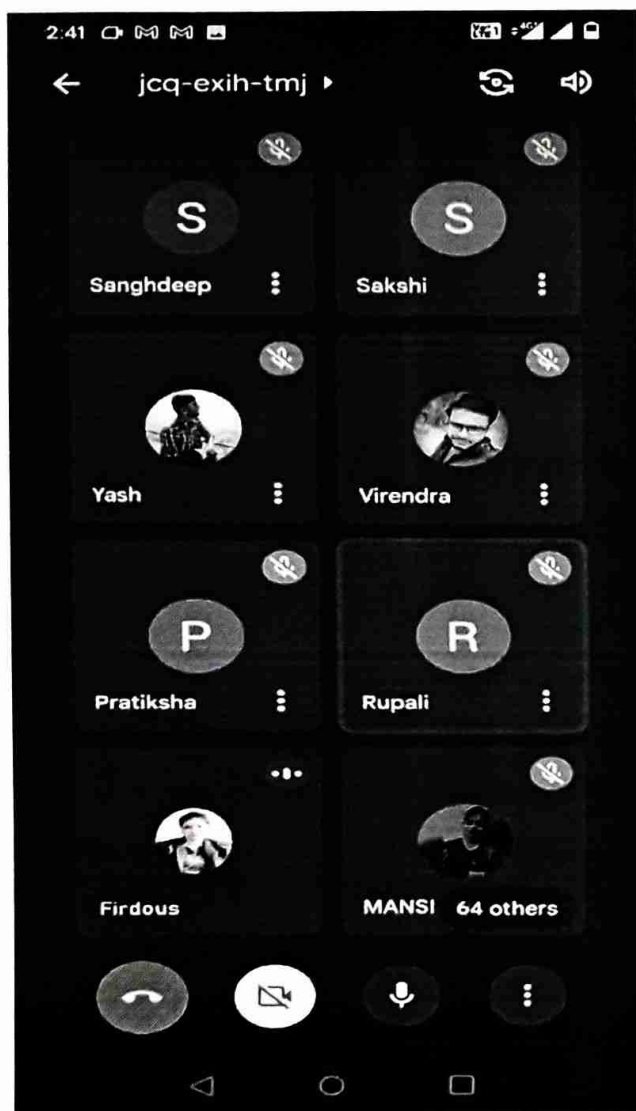 2:41
jcq-exih-tmj
S
S
Sanghdeep
Sakshi
Yash
Virendra
P
R
Pratiksha
Rupali
Firdous
MANSI 64 others